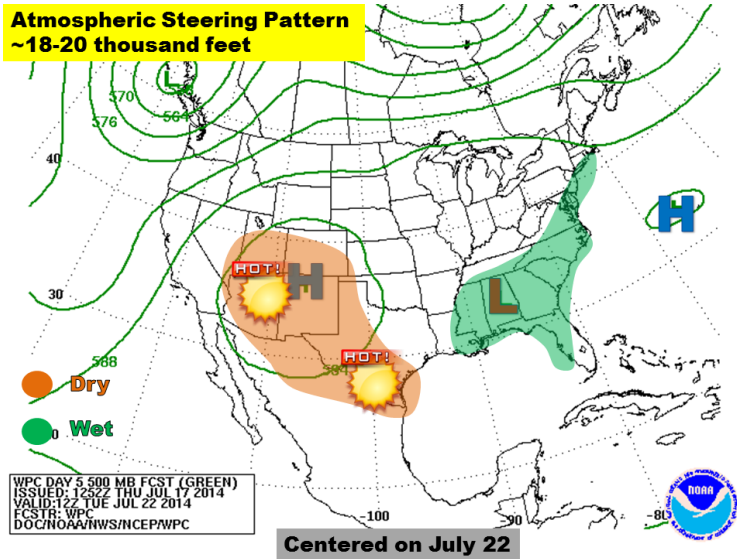 Atmospheric Steering Pattern
~18-20 thousand feet
L
570
564
576
40
H
HOT!
H
30
L
588
HOT!
Dry
Wet
WPC DAY 5 500 MB FCST (GREEN)
ISSUED: 1252Z THU JUL 17 2014
VALID:12Z TUE JUL 22 2014
FCSTR: WPC
DOC/NOAA/NWS/NCEP/WPC
NOAA
-100
-90
-80
Centered on July 22